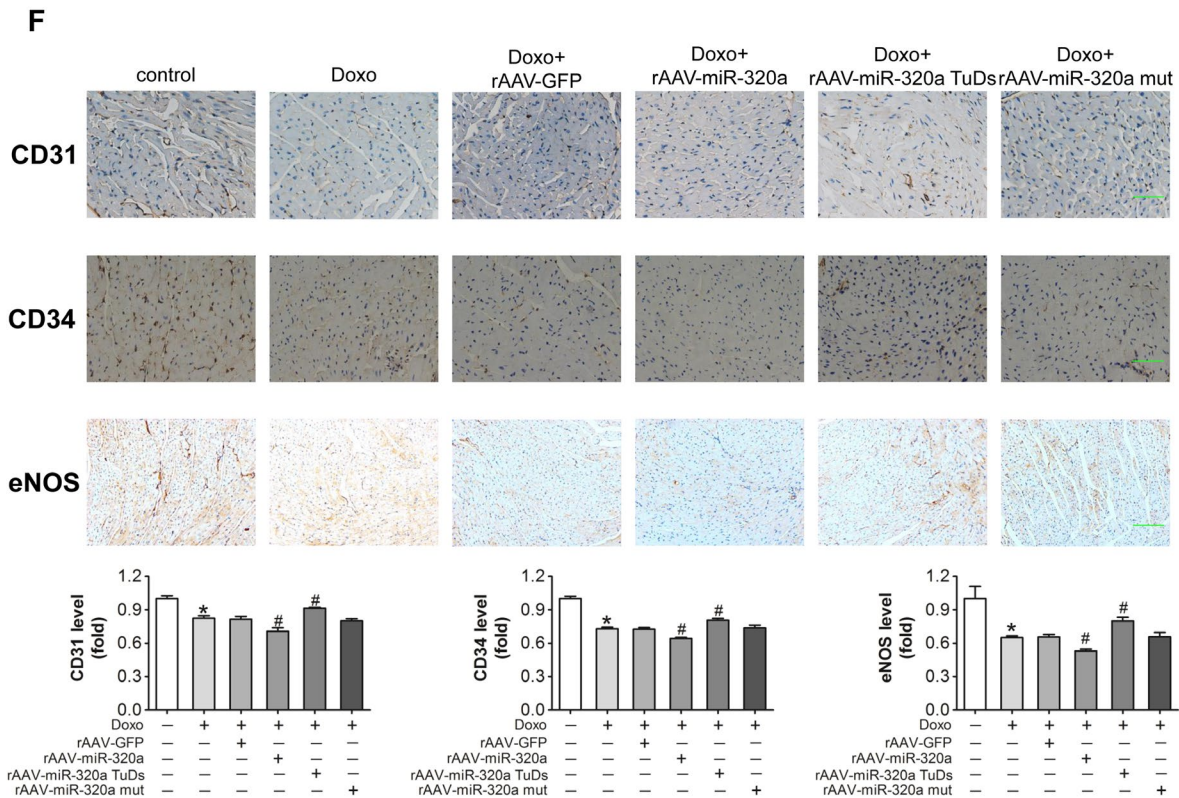 F
control
Doxo
Doxo+
rAAV-GFP
Doxo+
rAAV-miR-320a
Doxo+
rAAV-miR-320a TuDs
Doxo+
rAAV-miR-320a mut
CD31
CD34
eNOS
CD31 level
(fold)
1.2
0.9
0.6
0.3
0.0
* # #
Doxo – + + + + +
rAAV-GFP – – + – – –
rAAV-miR-320a – – – + – –
rAAV-miR-320a TuDs – – – – + –
rAAV-miR-320a mut – – – – – +
CD34 level
(fold)
1.2
0.9
0.6
0.3
0.0
* # #
Doxo – + + + + +
rAAV-GFP – – + – – –
rAAV-miR-320a – – – + – –
rAAV-miR-320a TuDs – – – – + –
rAAV-miR-320a mut – – – – – +
eNOS level
(fold)
1.2
0.9
0.6
0.3
0.0
* # #
Doxo – + + + + +
rAAV-GFP – – + – – –
rAAV-miR-320a – – – + – –
rAAV-miR-320a TuDs – – – – + –
rAAV-miR-320a mut – – – – – +